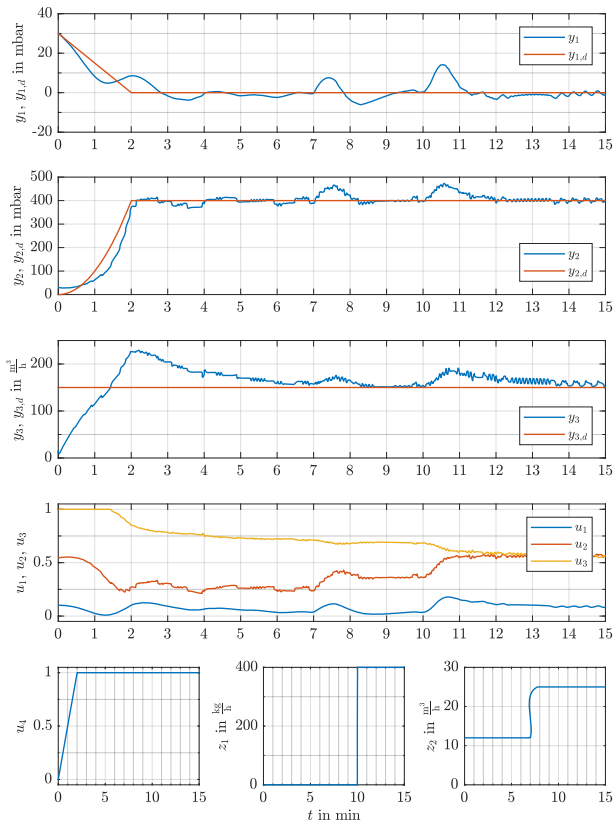 40
20
0
-20
y1, y1,d in mbar
y1
y1,d
0 1 2 3 4 5 6 7 8 9 10 11 12 13 14 15
500
400
300
200
100
0
y2, y2,d in mbar
y2
y2,d
0 1 2 3 4 5 6 7 8 9 10 11 12 13 14 15
200
100
0
y3, y3,d in m³/h
y3
y3,d
0 1 2 3 4 5 6 7 8 9 10 11 12 13 14 15
1
0.5
0
u1, u2, u3
u1
u2
u3
0 1 2 3 4 5 6 7 8 9 10 11 12 13 14 15
1
0.5
0
u4
0 5 10 15
400
200
0
z1 in kg/h
0 5 10 15
30
20
10
0
z2 in m³/h
0 5 10 15
t in min